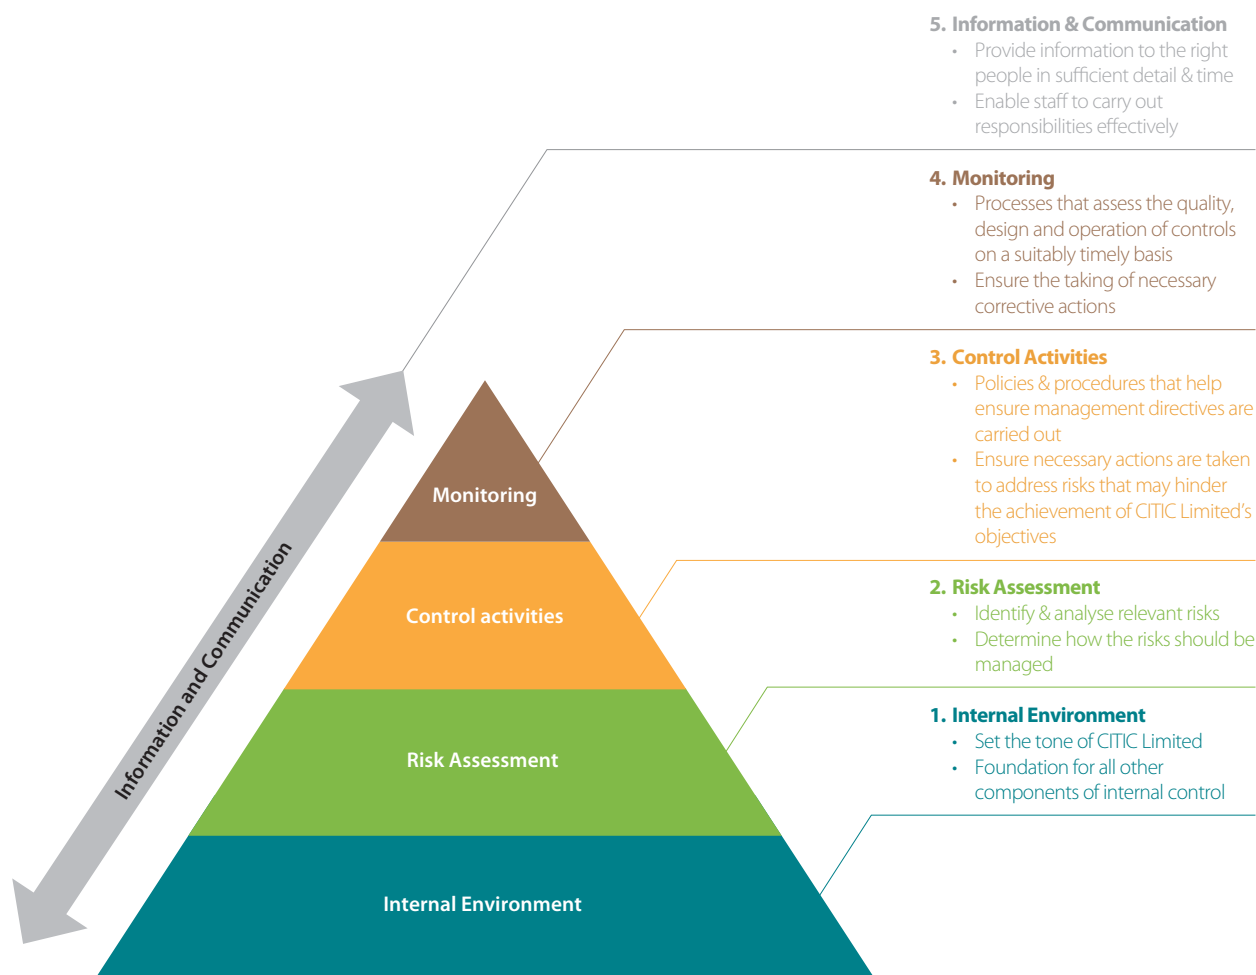 5. Information & Communication
• Provide information to the right
people in sufficient detail & time
• Enable staff to carry out
responsibilities effectively
4. Monitoring
• Processes that assess the quality,
design and operation of controls
on a suitably timely basis
• Ensure the taking of necessary
corrective actions
3. Control Activities
• Policies & procedures that help
ensure management directives are
carried out
• Ensure necessary actions are taken
to address risks that may hinder
the achievement of CITIC Limited's
objectives
2. Risk Assessment
• Identify & analyse relevant risks
• Determine how the risks should be
managed
1. Internal Environment
• Set the tone of CITIC Limited
• Foundation for all other
components of internal control
Information and Communication
Monitoring
Control activities
Risk Assessment
Internal Environment